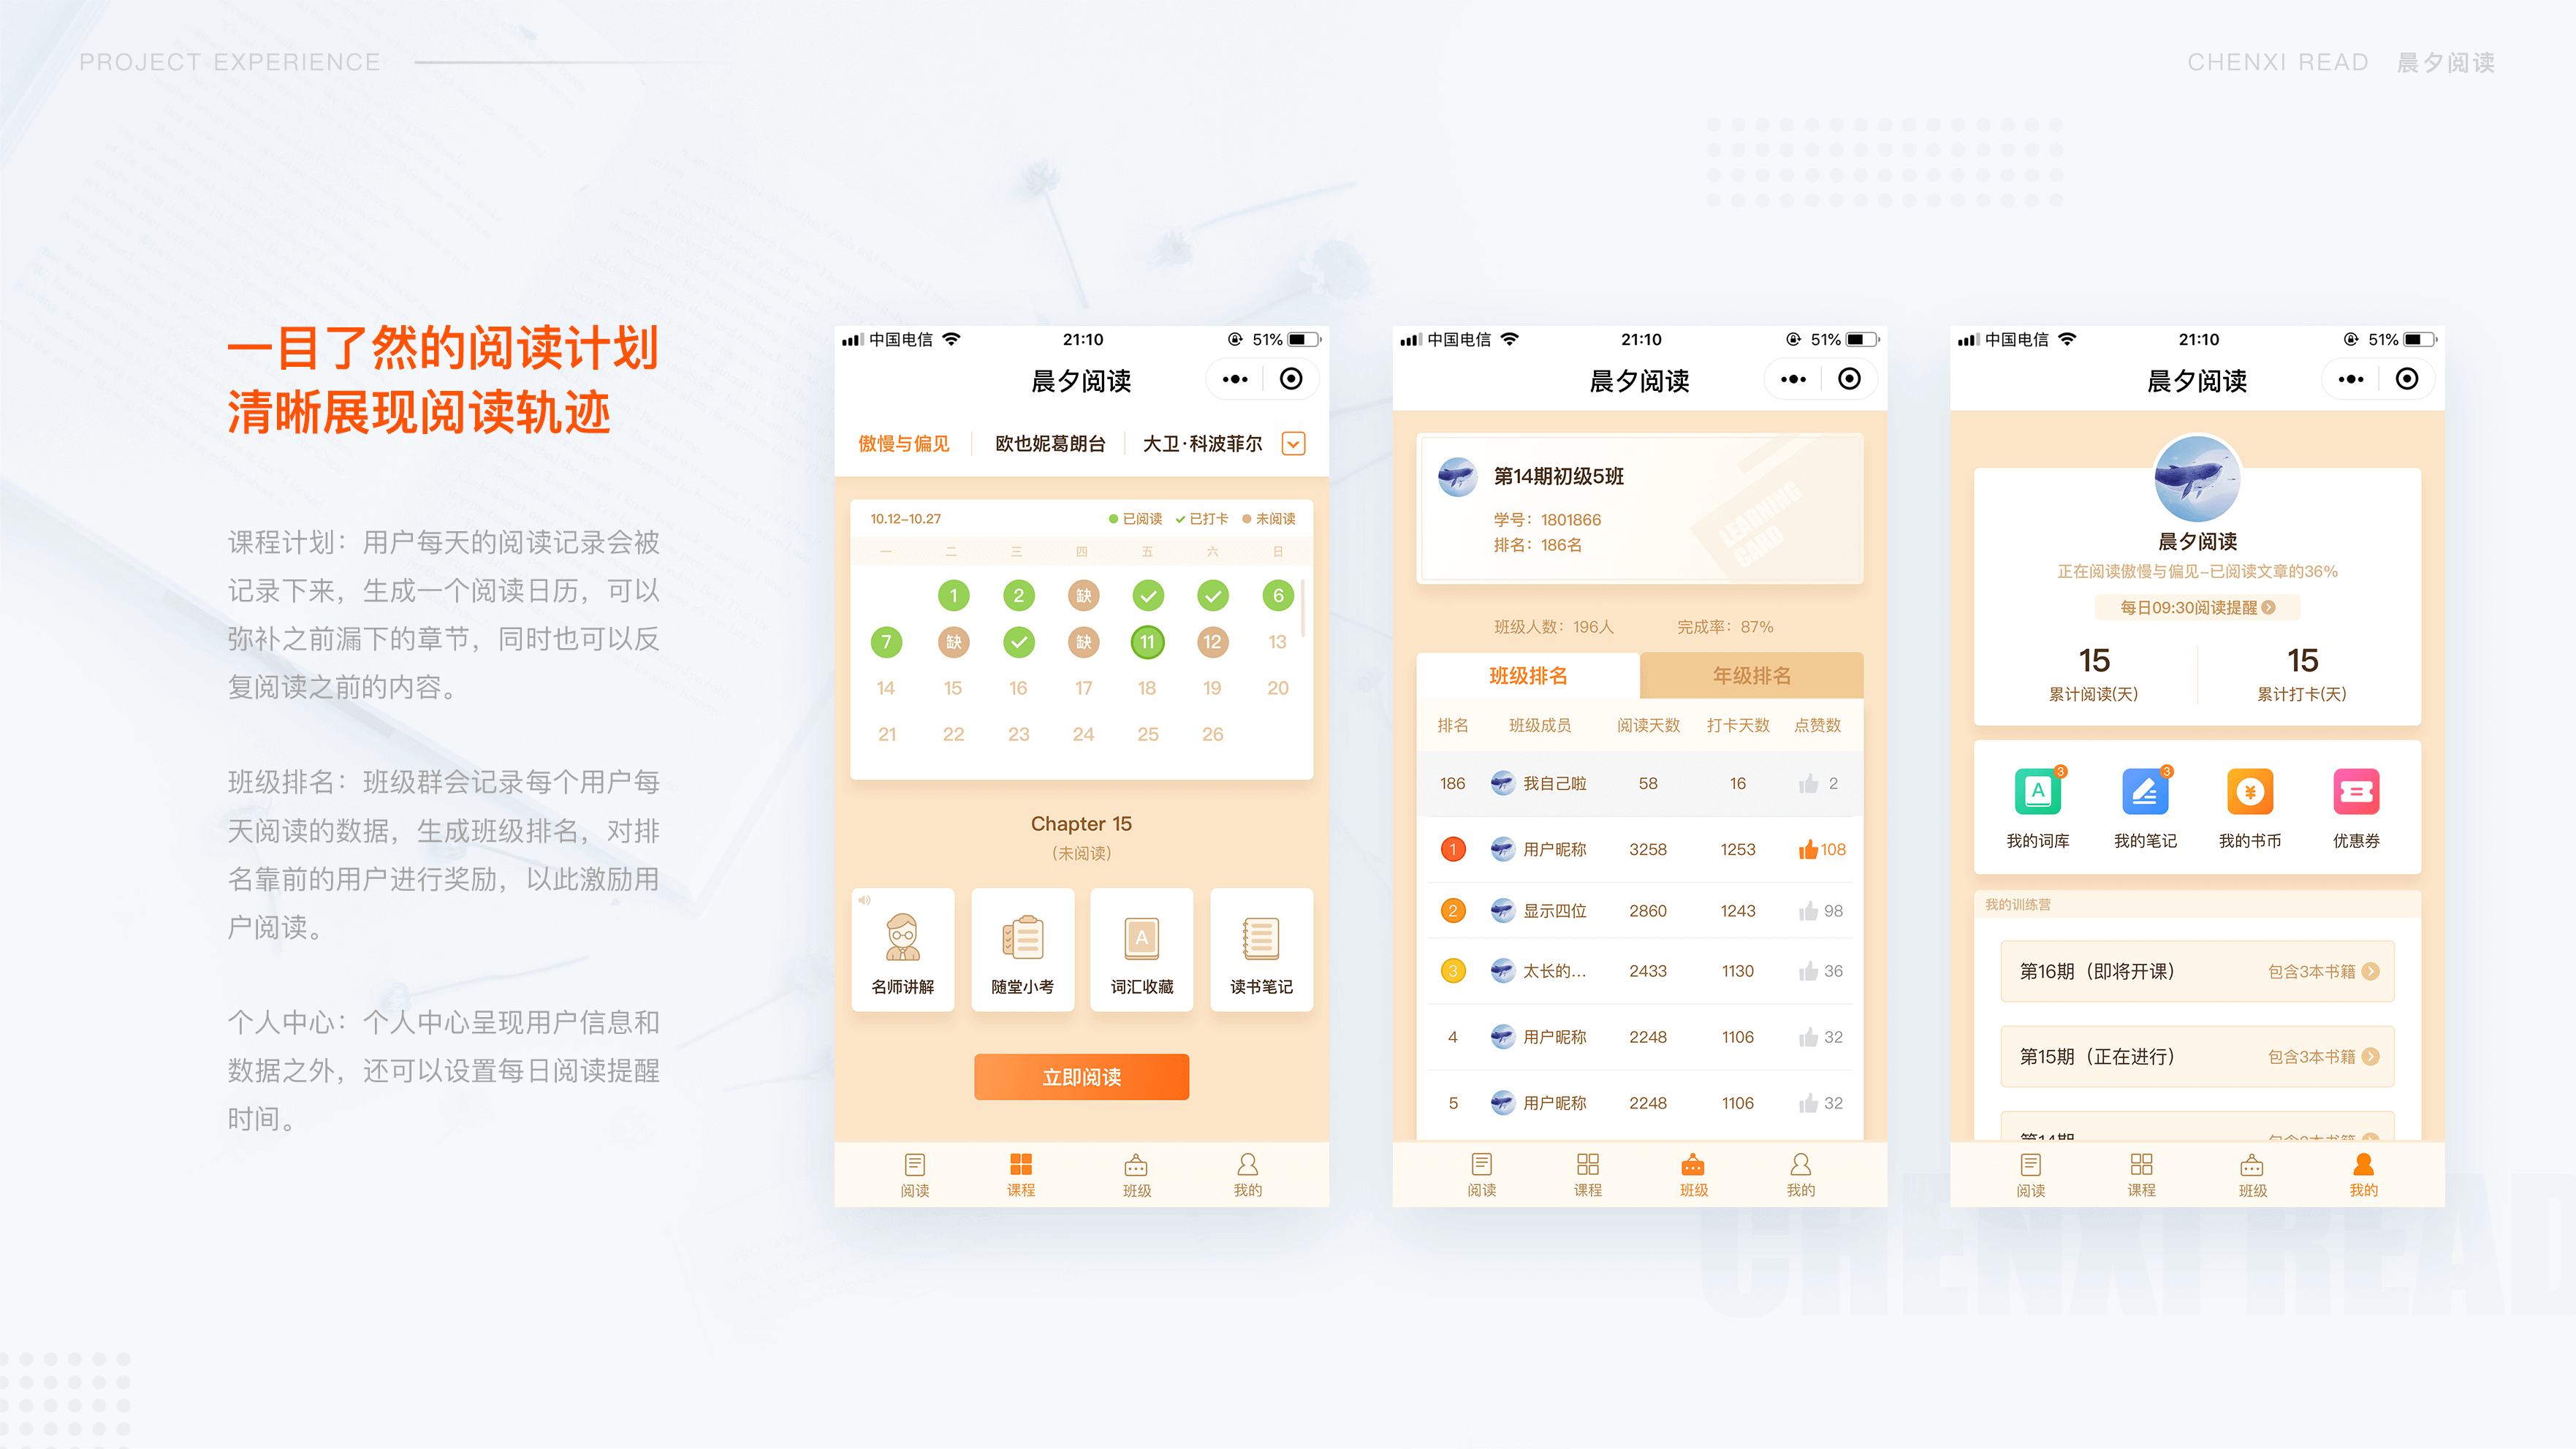 PROJECT EXPERIENCE
CHENXI READ 晨夕阅读
一目了然的阅读计划
清晰展现阅读轨迹
课程计划：用户每天的阅读记录会被
记录下来，生成一个阅读日历，可以
弥补之前漏下的章节，同时也可以反
复阅读之前的内容。
班级排名：班级群会记录每个用户每
天阅读的数据，生成班级排名，对排
名靠前的用户进行奖励，以此激励用
户阅读。
个人中心：个人中心呈现用户信息和
数据之外，还可以设置每日阅读提醒
时间。
中国电信 21:10 51%
晨夕阅读
傲慢与偏见 欧也妮葛朗台 大卫·科波菲尔
10.12-10.27 已阅读 已打卡 未阅读
一 二 三 四 五 六 日
1 2 缺 6
7 缺 缺 11 12 13
14 15 16 17 18 19 20
21 22 23 24 25 26
Chapter 15
（未阅读）
A
名师讲解 随堂小考 词汇收藏 读书笔记
立即阅读
阅读 课程 班级 我的
中国电信 21:10 51%
晨夕阅读
第14期初级5班
学号：1801866
排名：186名
LEARNING
CARD
班级人数：196人 完成率：87%
班级排名 年级排名
排名 班级成员 阅读天数 打卡天数 点赞数
186 我自己啦 58 16 2
1 用户昵称 3258 1253 108
2 显示四位 2860 1243 98
3 太长的... 2433 1130 36
4 用户昵称 2248 1106 32
5 用户昵称 2248 1106 32
阅读 课程 班级 我的
中国电信 21:10 51%
晨夕阅读
晨夕阅读
正在阅读傲慢与偏见-已阅读文章的36%
每日09:30阅读提醒
15 15
累计阅读(天) 累计打卡(天)
A 3 3 ¥
我的词库 我的笔记 我的书币 优惠券
我的训练营
第16期（即将开课） 包含3本书籍
第15期（正在进行） 包含3本书籍
第14期
阅读 课程 班级 我的
CHENXI READ